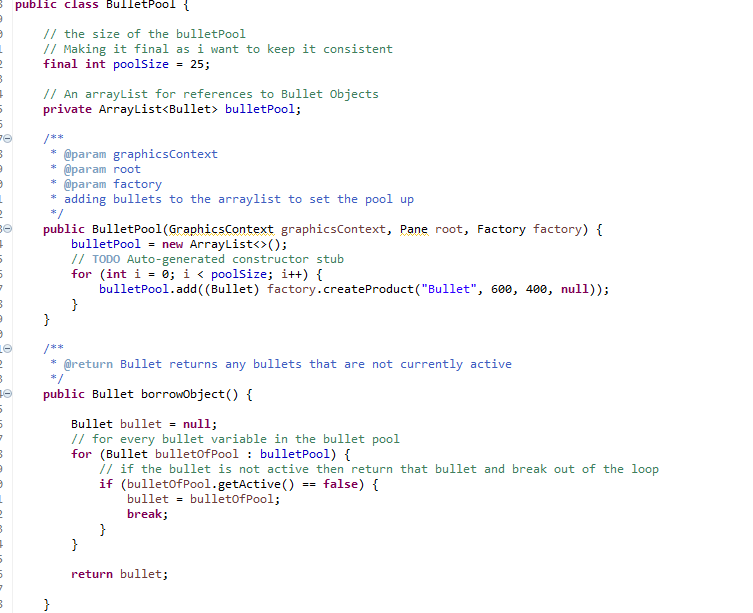 public class BulletPool {
// the size of the bulletPool
// Making it final as i want to keep it consistent
final int poolSize = 25;
// An arrayList for references to Bullet Objects
private ArrayList<Bullet> bulletPool;
/**
* @param graphicsContext
* @param root
* @param factory
* adding bullets to the arraylist to set the pool up
*/
public BulletPool(GraphicsContext graphicsContext, Pane root, Factory factory) {
bulletPool = new ArrayList<>();
// TODO Auto-generated constructor stub
for (int i = 0; i < poolSize; i++) {
bulletPool.add((Bullet) factory.createProduct("Bullet", 600, 400, null));
}
}
/**
* @return Bullet returns any bullets that are not currently active
*/
public Bullet borrowObject() {
Bullet bullet = null;
// for every bullet variable in the bullet pool
for (Bullet bulletOfPool : bulletPool) {
// if the bullet is not active then return that bullet and break out of the loop
if (bulletOfPool.getActive() == false) {
bullet = bulletOfPool;
break;
}
}
return bullet;
}